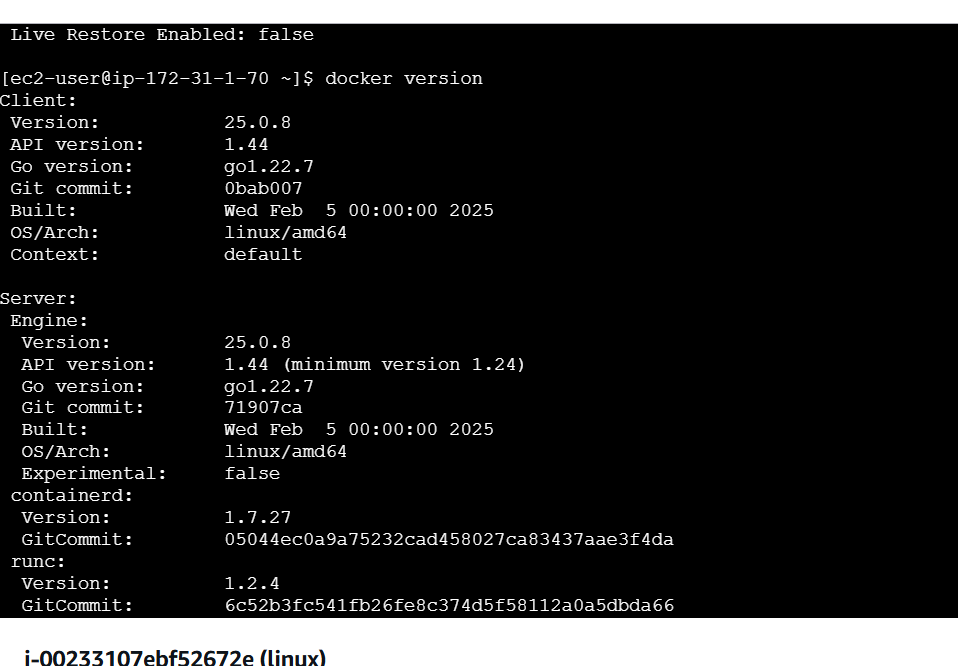 Live Restore Enabled: false
[ec2-user@ip-172-31-1-70 ~]$ docker version
Client:
Version: 25.0.8
API version: 1.44
Go version: go1.22.7
Git commit: 0bab007
Built: Wed Feb  5 00:00:00 2025
OS/Arch: linux/amd64
Context: default
Server:
Engine:
Version: 25.0.8
API version: 1.44 (minimum version 1.24)
Go version: go1.22.7
Git commit: 71907ca
Built: Wed Feb  5 00:00:00 2025
OS/Arch: linux/amd64
Experimental: false
containerd:
Version: 1.7.27
GitCommit: 05044ec0a9a75232cad458027ca83437aae3f4da
runc:
Version: 1.2.4
GitCommit: 6c52b3fc541fb26fe8c374d5f58112a0a5dbda66
i-00233107ebf52672e (linux)